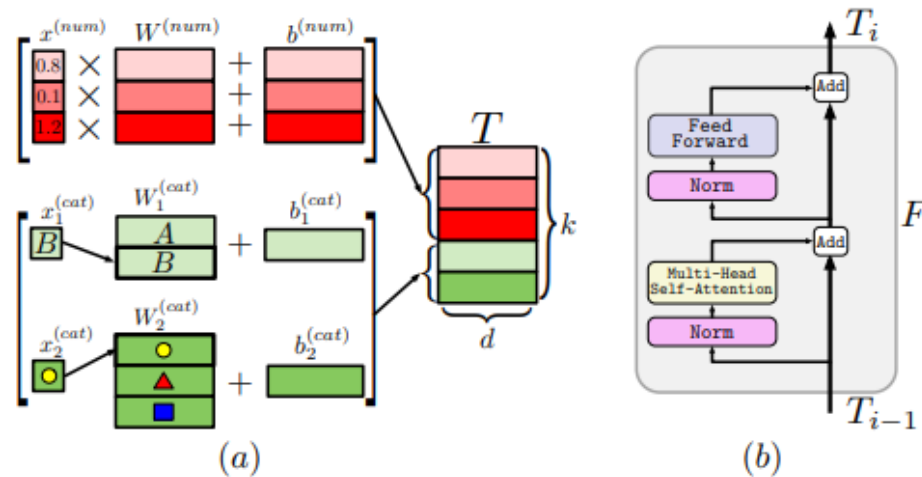 x^{(num)} W^{(num)} b^{(num)}
0.8 × +
0.1 × +
1.2 × +
T
x_1^{(cat)} W_1^{(cat)} b_1^{(cat)}
B A +
B
k
x_2^{(cat)} W_2^{(cat)} b_2^{(cat)}
+
d
(a)
T_i
Add
Feed
Forward
Norm
F
Add
Multi-Head
Self-Attention
Norm
T_{i-1}
(b)